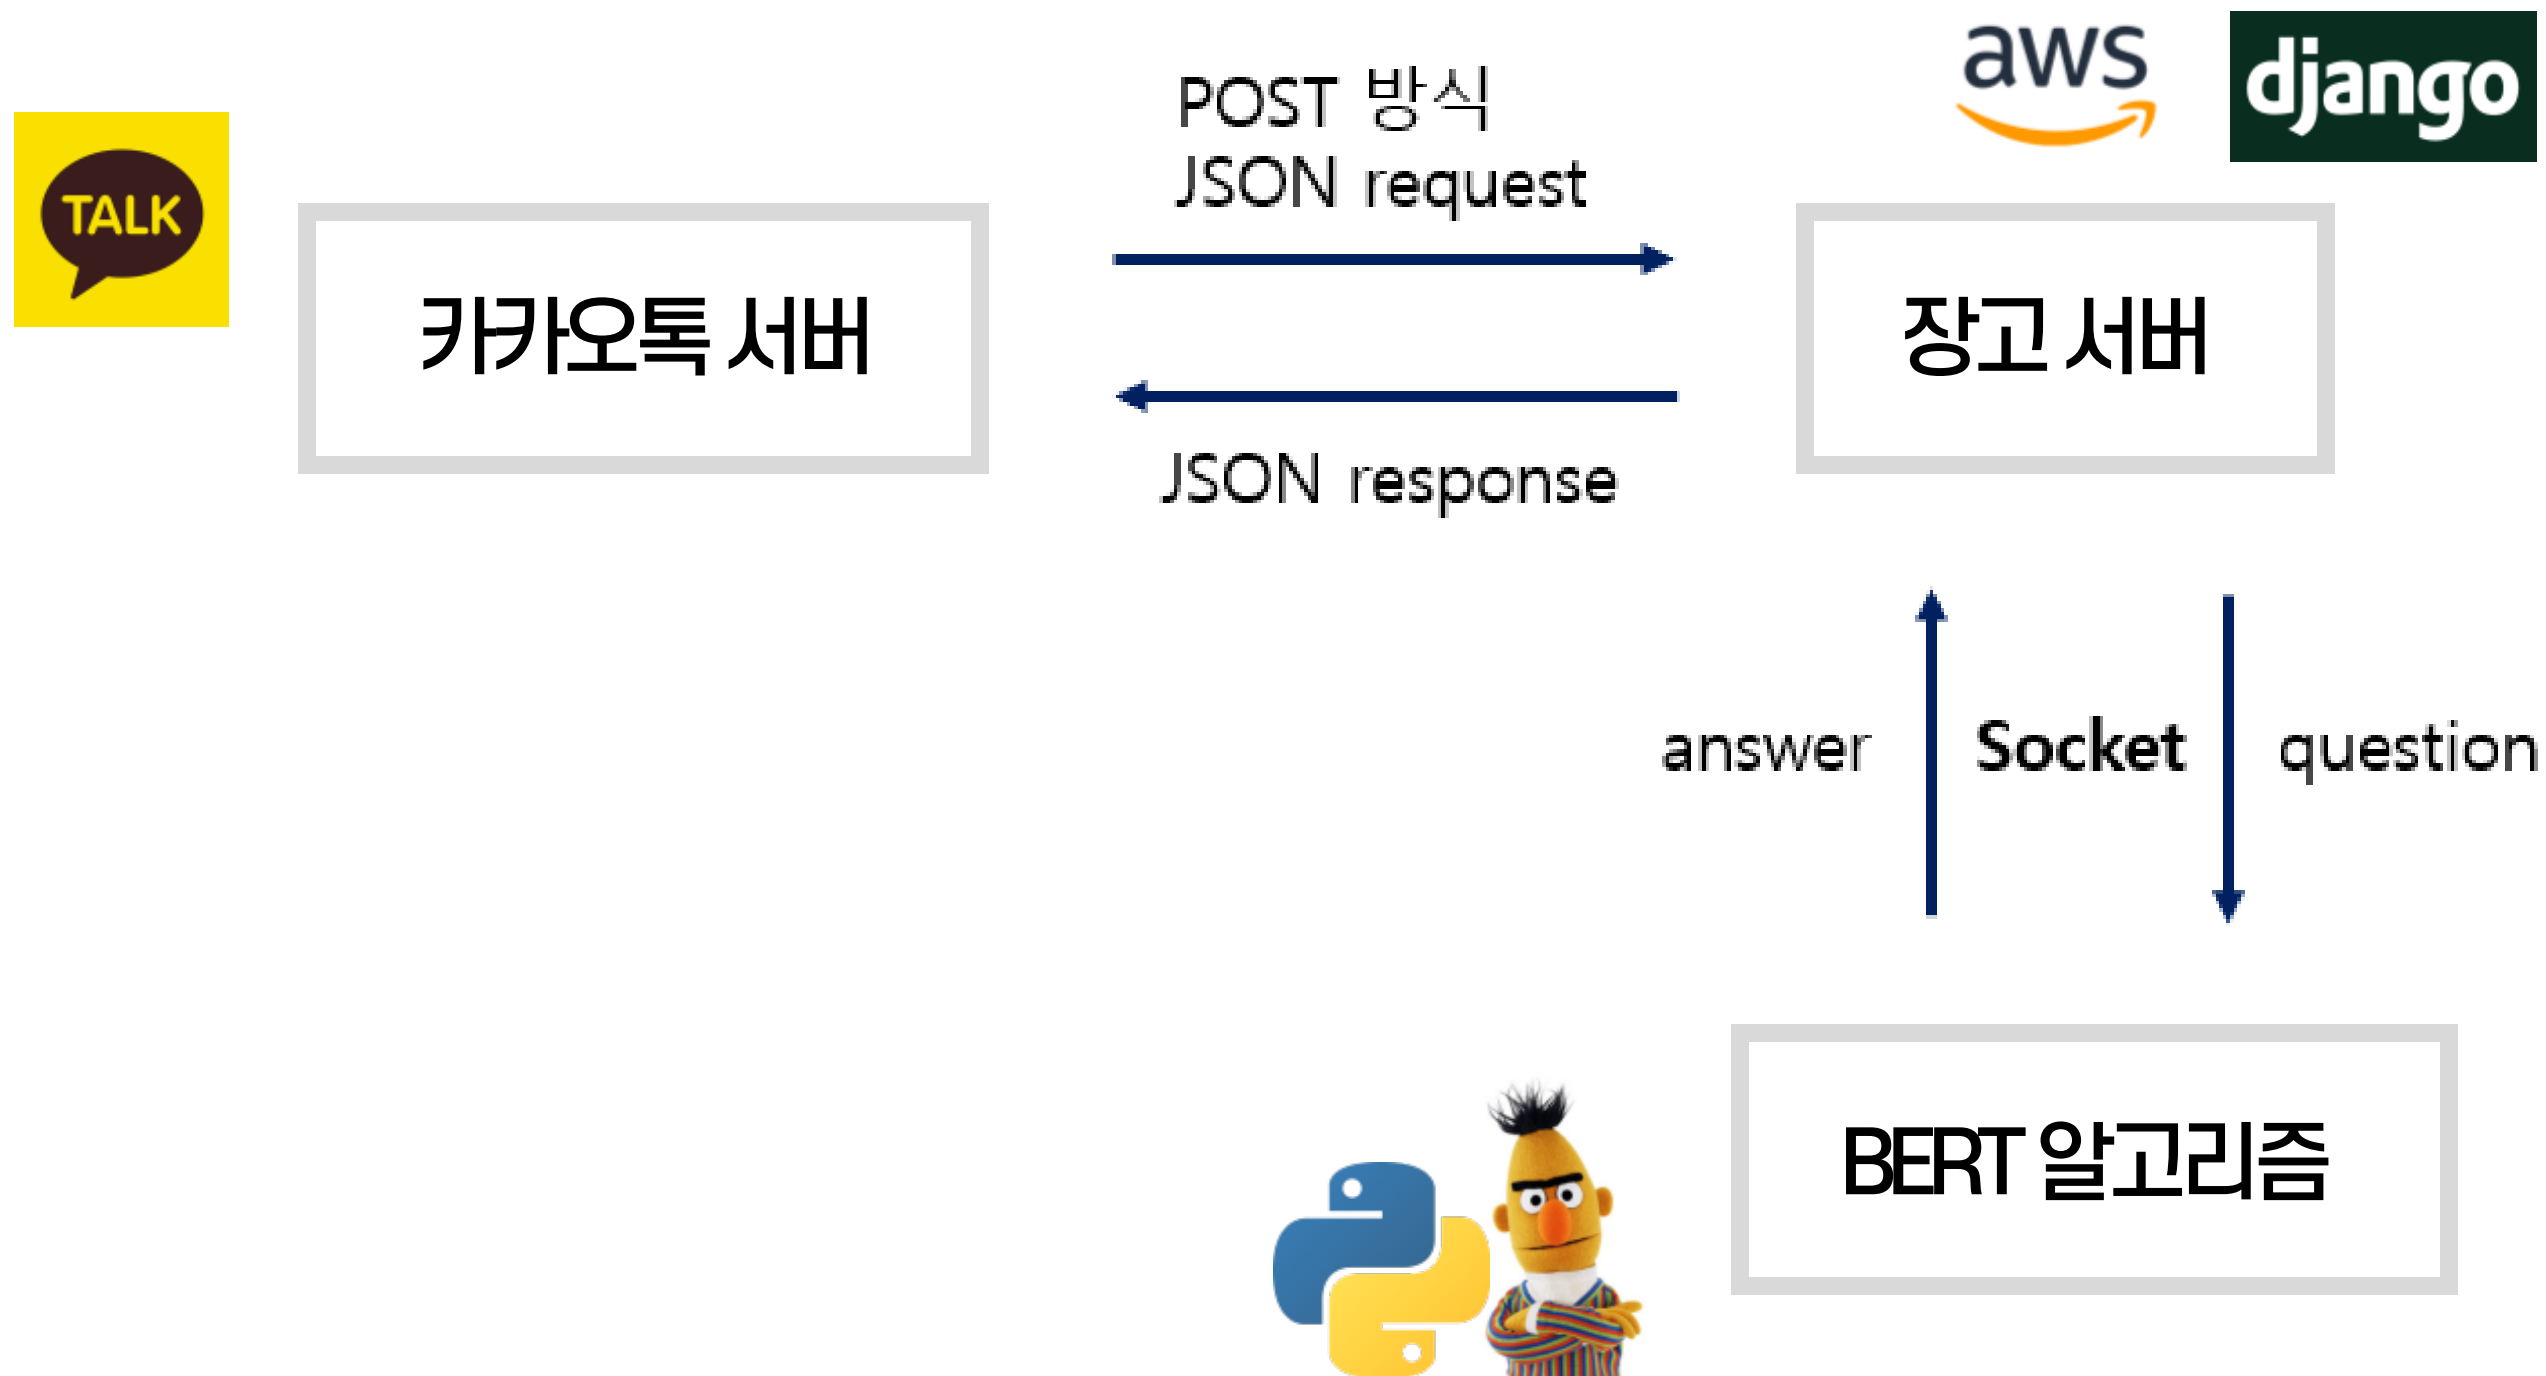 aws
django
TALK
POST 방식
JSON request
카카오톡 서버
장고 서버
JSON response
answer
Socket
question
BERT 알고리즘